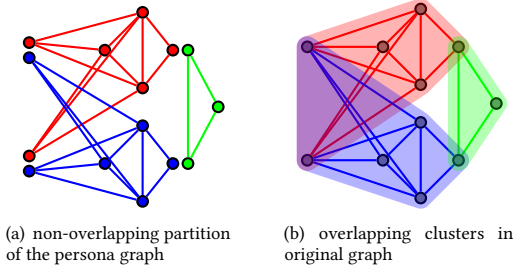 (a) non-overlapping partition
of the persona graph
(b) overlapping clusters in
original graph